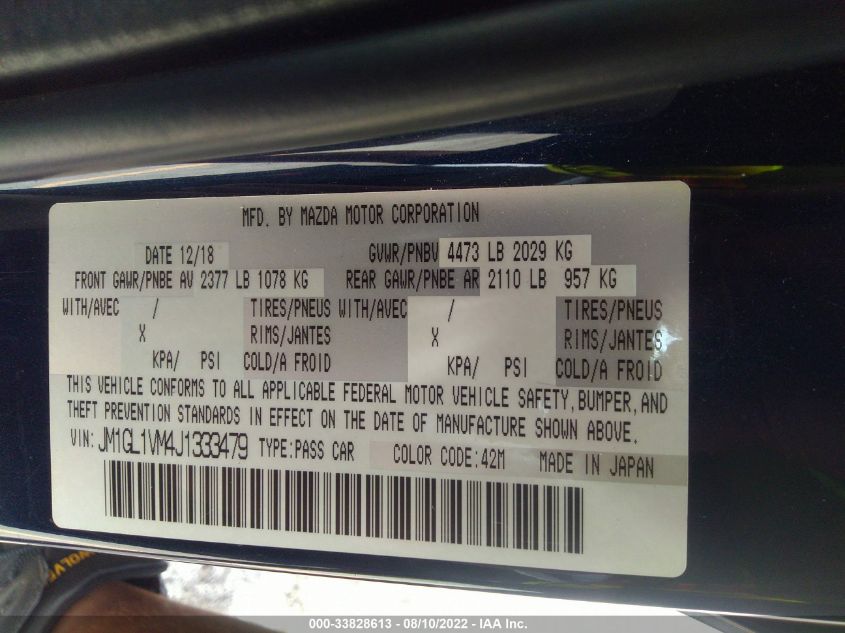 MFD. BY MAZDA MOTOR CORPORATION
DATE 12/18 GVWR/PNBV 4473 LB 2029 KG
FRONT GAWR/PNBE AV 2377 LB 1078 KG REAR GAWR/PNBE AR 2110 LB 957 KG
WITH/AVEC / TIRES/PNEUS WITH/AVEC / TIRES/PNEUS
X RIMS/JANTES X RIMS/JANTES
KPA/ PSI COLD/A FROID KPA/ PSI COLD/A FROID
THIS VEHICLE CONFORMS TO ALL APPLICABLE FEDERAL MOTOR VEHICLE SAFETY, BUMPER, AND
THEFT PREVENTION STANDARDS IN EFFECT ON THE DATE OF MANUFACTURE SHOWN ABOVE.
VIN: JM1GL1VM4J1333479 TYPE:PASS CAR COLOR CODE:42M MADE IN JAPAN
000-33828613 - 08/10/2022 - IAA Inc.